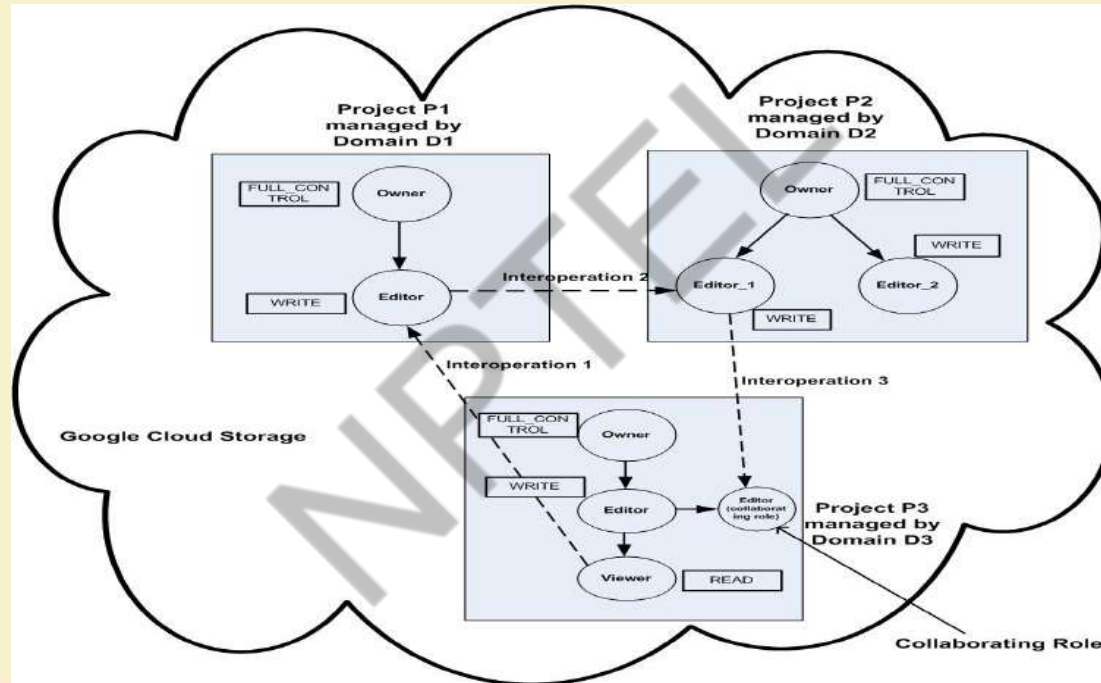 Project P1
managed by
Domain D1
FULL_CON
TROL
Owner
WRITE
Editor
Project P2
managed by
Domain D2
Owner
FULL_CON
TROL
WRITE
Editor_1
Editor_2
WRITE
Interoperation 2
Interoperation 1
Interoperation 3
Google Cloud Storage
FULL_CON
TROL
Owner
WRITE
Editor
Editor
(collaborat
ing role)
Viewer
READ
Project P3
managed by
Domain D3
Collaborating Role
NPTEL